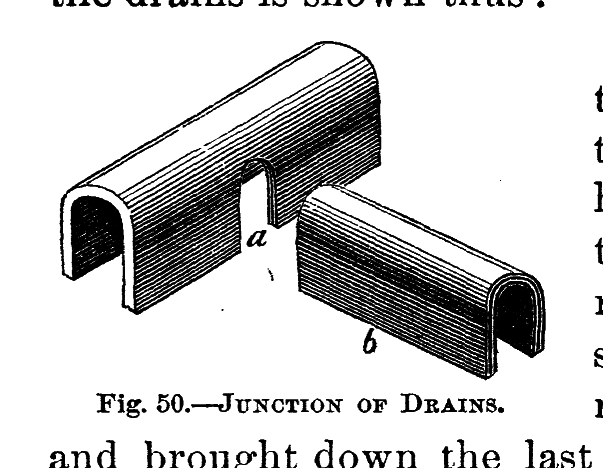 the drains is shown thus:
a
b
Fig. 50.—JUNCTION OF DRAINS.
and brought down the last